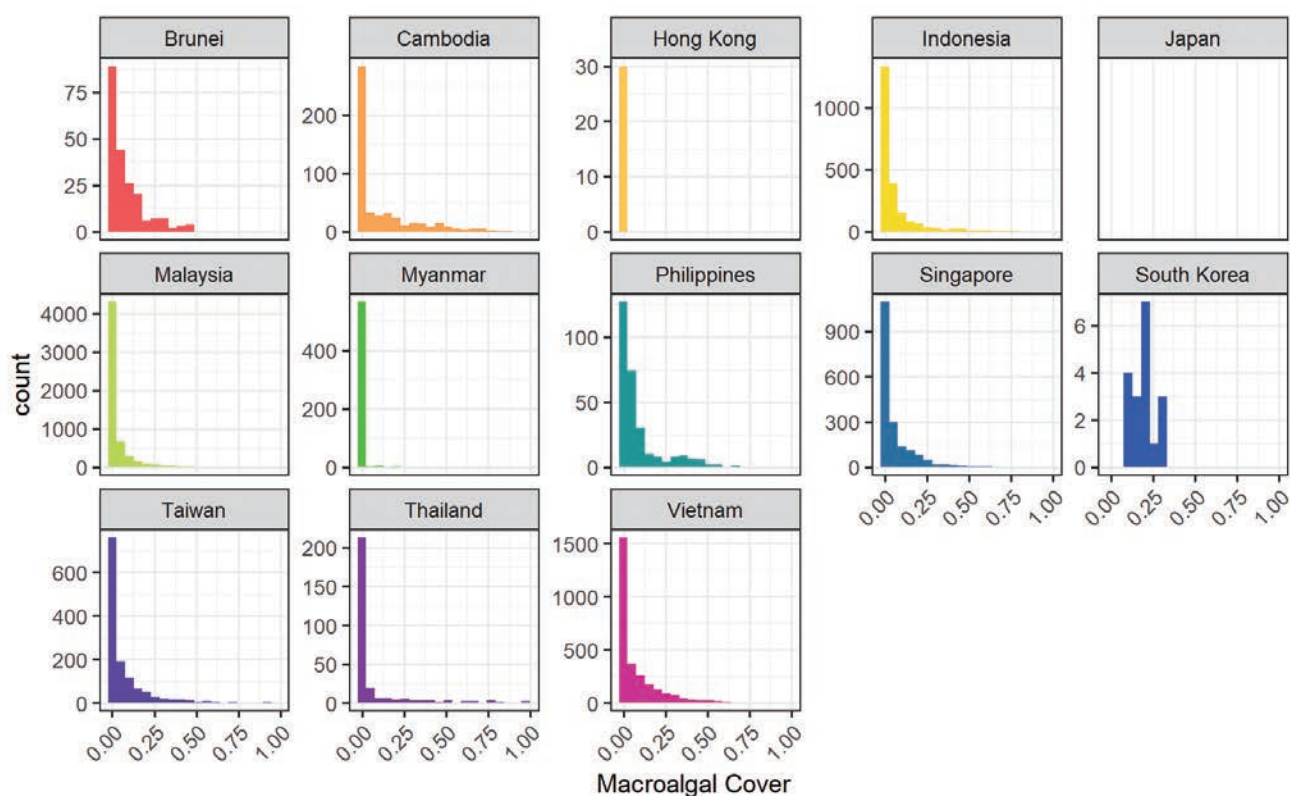 Brunei Cambodia Hong Kong Indonesia Japan
75 50 25 0
200 100 0
30 20 10 0
1000 500 0
Malaysia Myanmar Philippines Singapore South Korea
4000 3000 2000 1000 0
400 200 0
100 50 0
900 600 300 0
6 4 2 0
count
Taiwan Thailand Vietnam
600 400 200 0
200 150 100 50 0
1500 1000 500 0
0.00 0.25 0.50 0.75 1.00
0.00 0.25 0.50 0.75 1.00
0.00 0.25 0.50 0.75 1.00
0.00 0.25 0.50 0.75 1.00
0.00 0.25 0.50 0.75 1.00
Macroalgal Cover